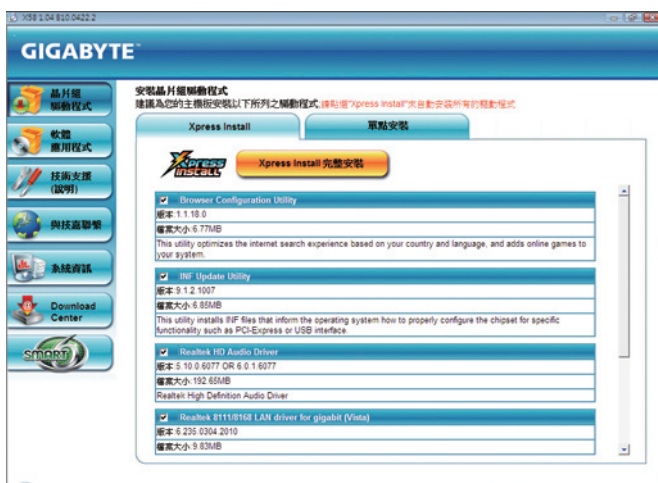 X58 1.04 B10.0422.2
GIGABYTE™
晶片組
驅動程式
軟體
應用程式
技術支援
(說明)
與技嘉聯繫
系統資訊
Download
Center
SMART 6
安裝晶片組驅動程式
建議為您的主機板安裝以下所列之驅動程式;請點選"Xpress Install"來自動安裝所有的驅動程式
Xpress Install
單點安裝
Xpress
INSTALL
Xpress Install 完整安裝
Browser Configuration Utility
版本:1.1.18.0
檔案大小:6.77MB
This utility optimizes the internet search experience based on your country and language, and adds online games to
your system.
INF Update Utility
版本:9.1.2.1007
檔案大小:6.85MB
This utility installs INF files that inform the operating system how to properly configure the chipset for specific
functionality such as PCI-Express or USB interface.
Realtek HD Audio Driver
版本:5.10.0.6077 OR 6.0.1.6077
檔案大小:192.65MB
Realtek High Definition Audio Driver
Realtek 8111/8168 LAN driver for gigabit (Vista)
版本:6.235.0304.2010
檔案大小:9.83MB